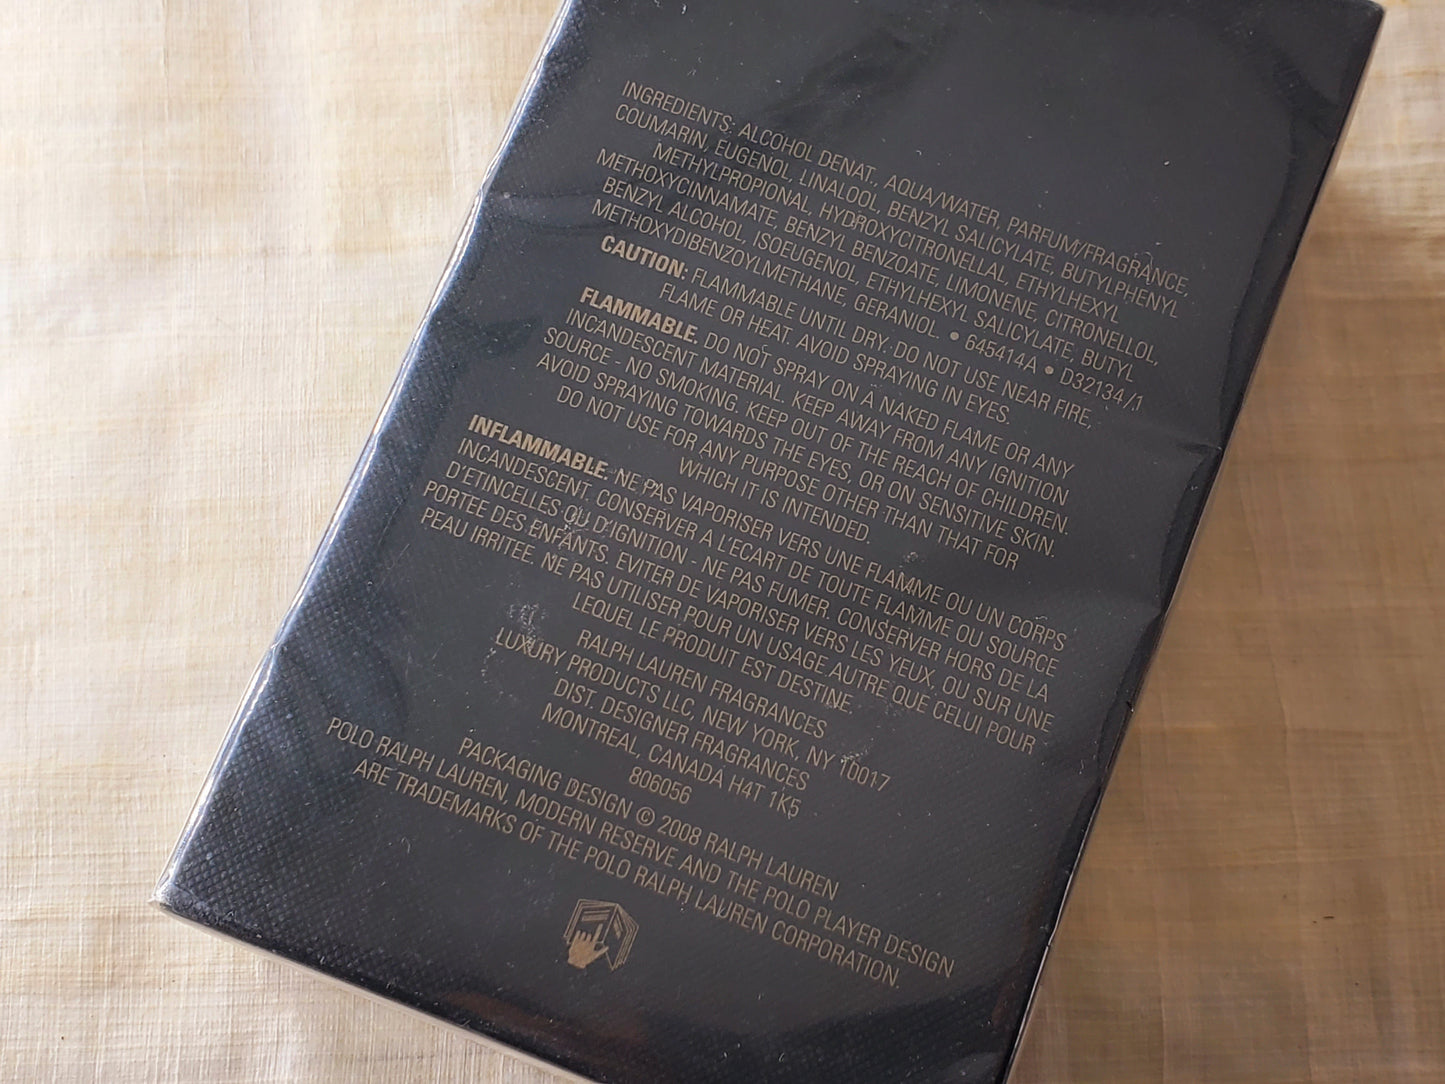 INGREDIENTS: ALCOHOL DENAT., AQUA/WATER, PARFUM/FRAGRANCE,
COUMARIN, EUGENOL, LINALOOL, BENZYL SALICYLATE, BUTYLPHENYL
METHYLPROPIONAL, HYDROXYCITRONELLAL, ETHYLHEXYL
METHOXYCINNAMATE, BENZYL BENZOATE, LIMONENE, CITRONELLOL,
BENZYL ALCOHOL, ISOEUGENOL, ETHYLHEXYL SALICYLATE, BUTYL
METHOXYDIBENZOYLMETHANE, GERANIOL • 645414A • D32134/1
CAUTION: FLAMMABLE UNTIL DRY. DO NOT USE NEAR FIRE,
FLAME OR HEAT. AVOID SPRAYING IN EYES.
FLAMMABLE. DO NOT SPRAY ON A NAKED FLAME OR ANY
INCANDESCENT MATERIAL. KEEP AWAY FROM ANY IGNITION
SOURCE - NO SMOKING. KEEP OUT OF THE REACH OF CHILDREN.
AVOID SPRAYING TOWARDS THE EYES, OR ON SENSITIVE SKIN.
DO NOT USE FOR ANY PURPOSE OTHER THAN THAT FOR
WHICH IT IS INTENDED.
INFLAMMABLE. NE PAS VAPORISER VERS UNE FLAMME OU UN CORPS
INCANDESCENT. CONSERVER A L'ECART DE TOUTE FLAMME OU SOURCE
D'ETINCELLES OU D'IGNITION - NE PAS FUMER. CONSERVER HORS DE LA
PORTEE DES ENFANTS. EVITER DE VAPORISER VERS LES YEUX, OU SUR UNE
PEAU IRRITEE. NE PAS UTILISER POUR UN USAGE AUTRE QUE CELUI POUR
LEQUEL LE PRODUIT EST DESTINE
RALPH LAUREN FRAGRANCES
LUXURY PRODUCTS LLC, NEW YORK, NY 10017
DIST. DESIGNER FRAGRANCES
MONTREAL, CANADA H4T 1K5
806056
PACKAGING DESIGN © 2008 RALPH LAUREN
POLO RALPH LAUREN, MODERN RESERVE AND THE POLO PLAYER DESIGN
ARE TRADEMARKS OF THE POLO RALPH LAUREN CORPORATION.